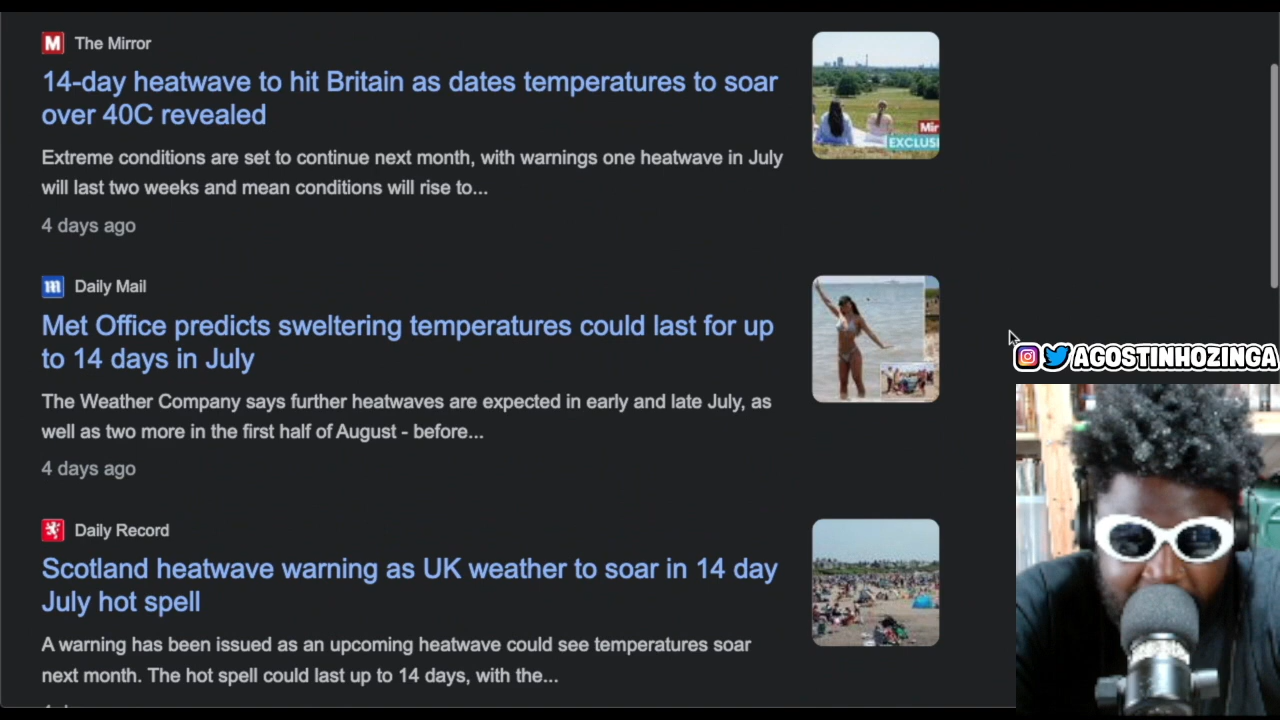 The Mirror
14-day heatwave to hit Britain as dates temperatures to soar
over 40C revealed
Extreme conditions are set to continue next month, with warnings one heatwave in July
will last two weeks and mean conditions will rise to...
4 days ago
Mir
EXCLUSI
Daily Mail
Met Office predicts sweltering temperatures could last for up
to 14 days in July
The Weather Company says further heatwaves are expected in early and late July, as
well as two more in the first half of August - before...
4 days ago
AGOSTINHOZINGA
Daily Record
Scotland heatwave warning as UK weather to soar in 14 day
July hot spell
A warning has been issued as an upcoming heatwave could see temperatures soar
next month. The hot spell could last up to 14 days, with the...